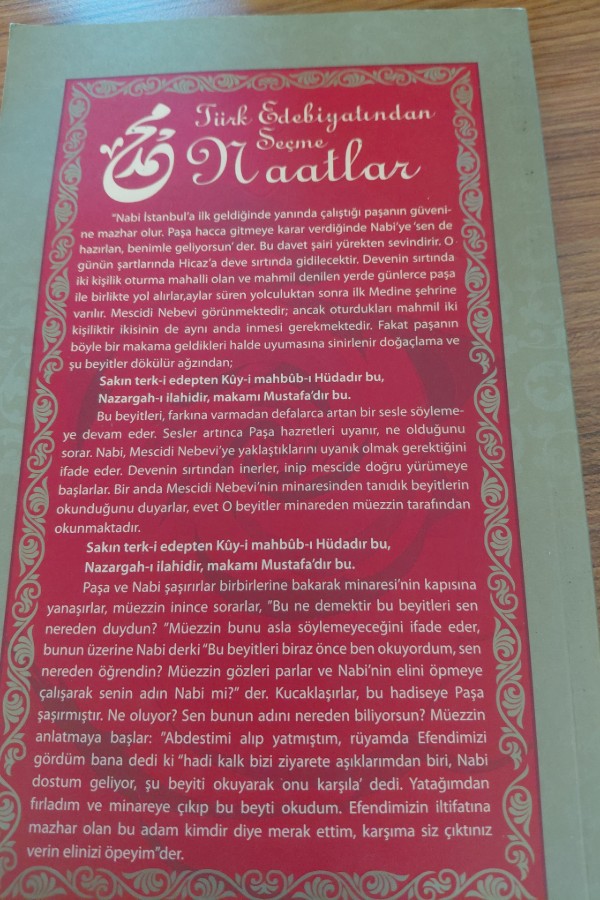 محمد
Türk Edebiyatından
Seçme
Naatlar
"Nabi İstanbul'a ilk geldiğinde yanında çalıştığı paşanın güveni-
ne mazhar olur. Paşa hacca gitmeye karar verdiğinde Nabi'ye 'sen de
hazırlan, benimle geliyorsun' der. Bu davet şairi yürekten sevindirir. O
günün şartlarında Hicaz'a deve sırtında gidilecektir. Devenin sırtında
iki kişilik oturma mahalli olan ve mahmil denilen yerde günlerce paşa
ile birlikte yol alırlar,aylar süren yolculuktan sonra ilk Medine şehrine
varılır. Mescidi Nebevi görünmektedir; ancak oturdukları mahmil iki
kişiliktir ikisinin de aynı anda inmesi gerekmektedir. Fakat paşanın
böyle bir makama geldikleri halde uyumasına sinirlenir doğaçlama ve
şu beyitler dökülür ağzından;
Sakın terk-i edepten Kûy-i mahbûb-ı Hüdadır bu,
Nazargah-ı ilahidir, makamı Mustafa'dır bu.
Bu beyitleri, farkına varmadan defalarca artan bir sesle söyleme-
ye devam eder. Sesler artınca Paşa hazretleri uyanır, ne olduğunu
sorar. Nabi, Mescidi Nebevi'ye yaklaştıklarını uyanık olmak gerektiğini
ifade eder. Devenin sırtından inerler, inip mescide doğru yürümeye
başlarlar. Bir anda Mescidi Nebevi'nin minaresinden tanıdık beyitlerin
okunduğunu duyarlar, evet O beyitler minareden müezzin tarafından
okunmaktadır.
Sakın terk-i edepten Kûy-i mahbûb-ı Hüdadır bu,
Nazargah-ı ilahidir, makamı Mustafa'dır bu.
Paşa ve Nabi şaşırırlar birbirlerine bakarak minaresi'nin kapısına
yanaşırlar, müezzin inince sorarlar, "Bu ne demektir bu beyitleri sen
nereden duydun? "Müezzin bunu asla söylemeyeceğini ifade eder,
bunun üzerine Nabi derki "Bu beyitleri biraz önce ben okuyordum, sen
nereden öğrendin? Müezzin gözleri parlar ve Nabi'nin elini öpmeye
çalışarak senin adın Nabi mi?" der. Kucaklaşırlar, bu hadiseye Paşa
şaşırmıştır. Ne oluyor? Sen bunun adını nereden biliyorsun? Müezzin
anlatmaya başlar: "Abdestimi alıp yatmıştım, rüyamda Efendimizi
gördüm bana dedi ki "hadi kalk bizi ziyarete aşıklarımdan biri, Nabi
dostum geliyor, şu beyiti okuyarak 'onu karşıla' dedi. Yatağımdan
fırladım ve minareye çıkıp bu beyti okudum. Efendimizin iltifatına
mazhar olan bu adam kimdir diye merak ettim, karşıma siz çıktınız
verin elinizi öpeyim"der.